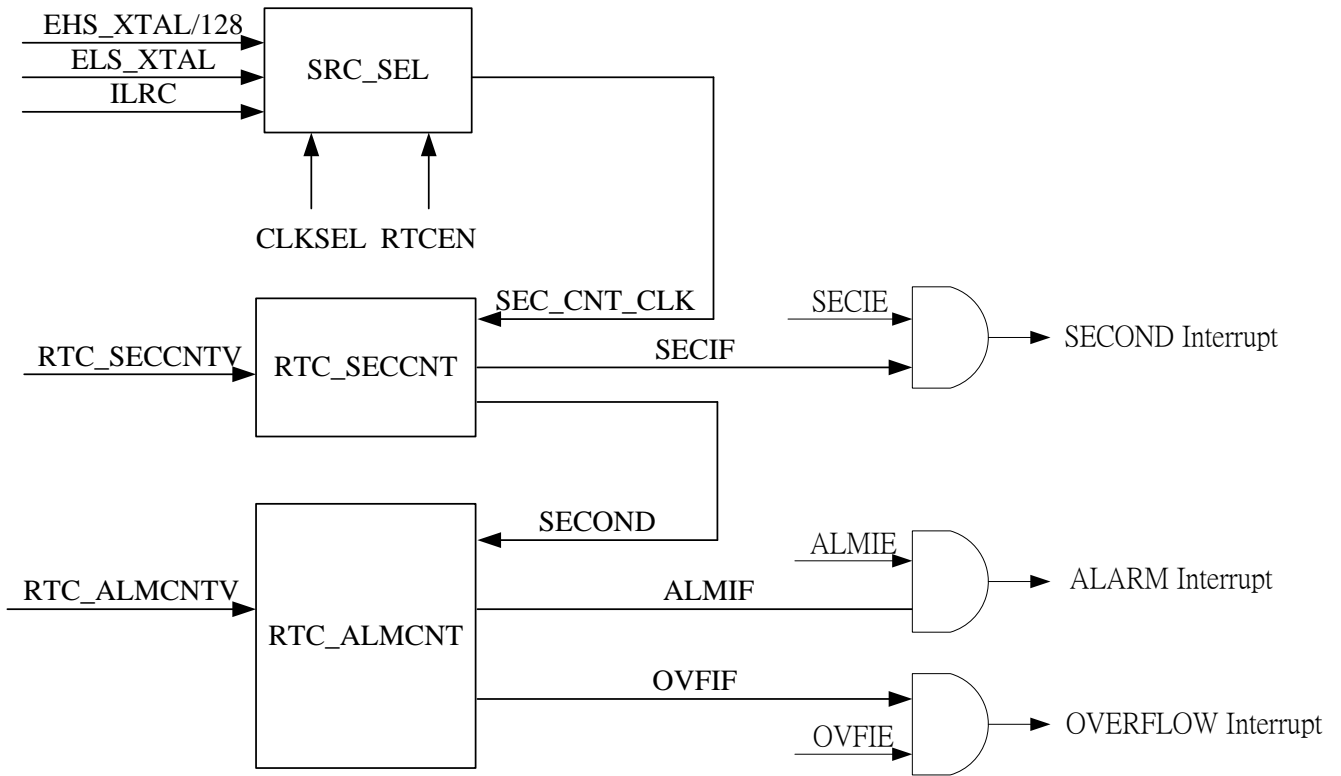 EHS_XTAL/128
ELS_XTAL
ILRC
SRC_SEL
CLKSEL RTCEN
SEC_CNT_CLK
SECIE
SECOND Interrupt
RTC_SECCNTV
RTC_SECCNT
SECIF
SECOND
ALMIE
ALARM Interrupt
RTC_ALMCNTV
RTC_ALMCNT
ALMIF
OVFIF
OVERFLOW Interrupt
OVFIE